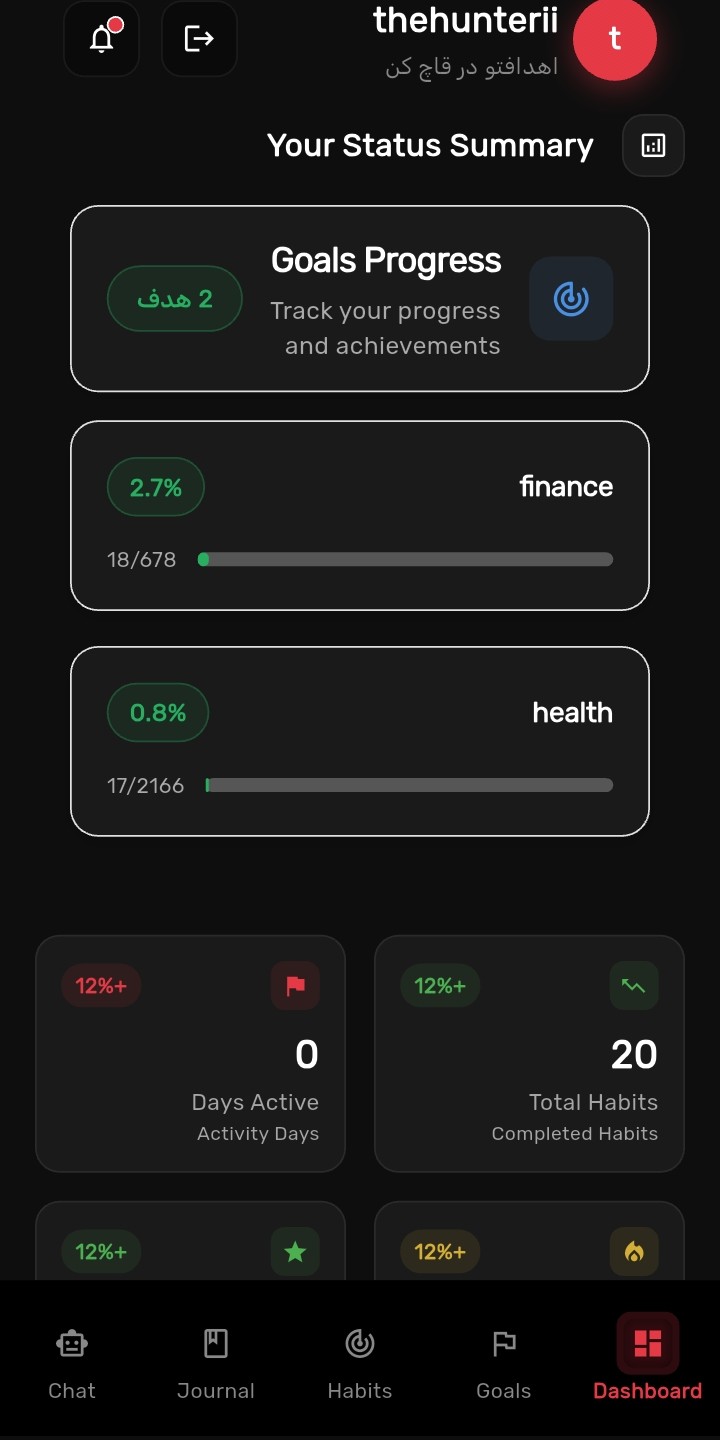 thehunterii
t
اهدافتو در قاچ کن
Your Status Summary
Goals Progress
Track your progress
and achievements
2 هدف
finance
2.7%
18/678
health
0.8%
17/2166
12%+
20
Total Habits
Completed Habits
12%+
0
Days Active
Activity Days
12%+
12%+
Chat
Journal
Habits
Goals
Dashboard